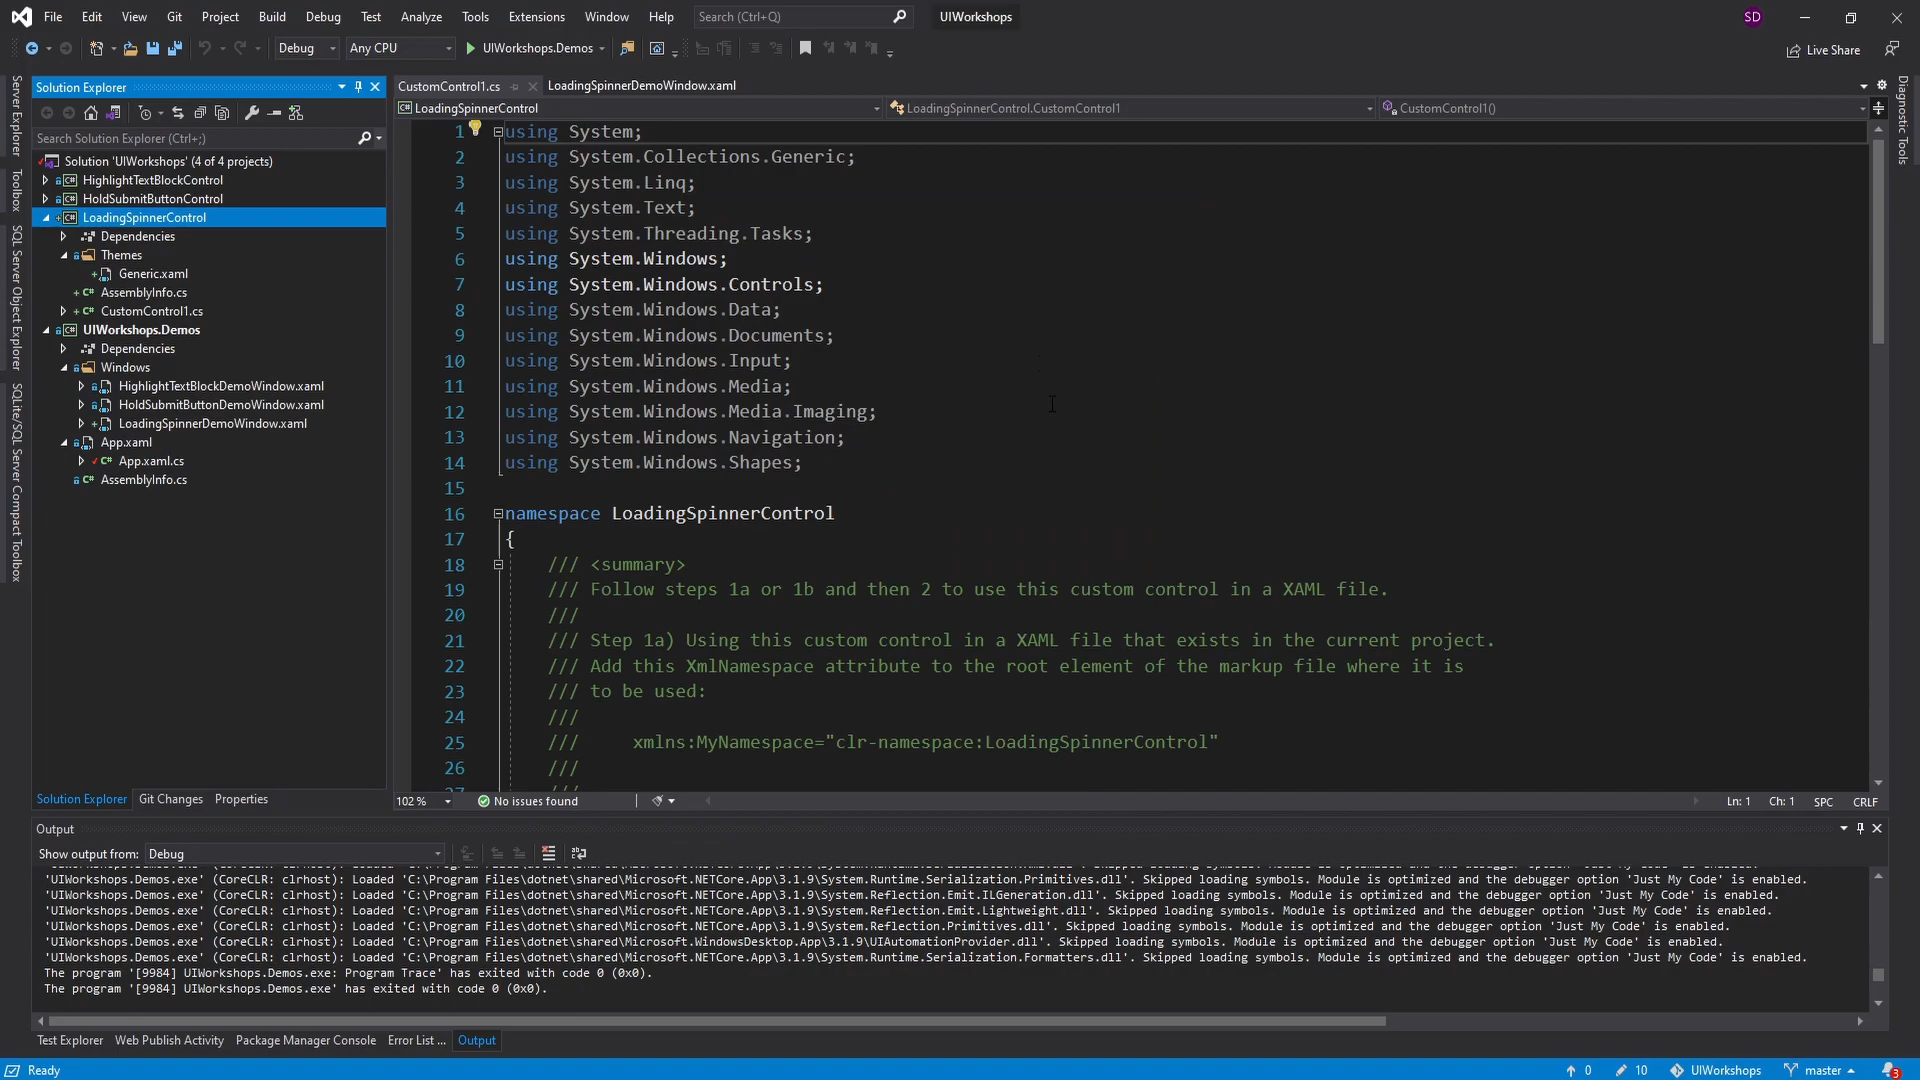 File Edit View Git Project Build Debug Test Analyze Tools Extensions Window Help Search (Ctrl+Q) UIWorkshops SD
Debug Any CPU UIWorkshops.Demos Live Share
Solution Explorer
Search Solution Explorer (Ctrl+;)
Solution 'UIWorkshops' (4 of 4 projects)
HighlightTextBlockControl
HoldSubmitButtonControl
LoadingSpinnerControl
Dependencies
Themes
Generic.xaml
AssemblyInfo.cs
CustomControl1.cs
UIWorkshops.Demos
Dependencies
Windows
HighlightTextBlockDemoWindow.xaml
HoldSubmitButtonDemoWindow.xaml
LoadingSpinnerDemoWindow.xaml
App.xaml
App.xaml.cs
AssemblyInfo.cs
Solution Explorer Git Changes Properties
Server Explorer
Toolbox
SQL Server Object Explorer
SQLite/SQL Server Compact Toolbox
CustomControl1.cs LoadingSpinnerDemoWindow.xaml
LoadingSpinnerControl LoadingSpinnerControl.CustomControl1 CustomControl1()
1 using System;
2 using System.Collections.Generic;
3 using System.Linq;
4 using System.Text;
5 using System.Threading.Tasks;
6 using System.Windows;
7 using System.Windows.Controls;
8 using System.Windows.Data;
9 using System.Windows.Documents;
10 using System.Windows.Input;
11 using System.Windows.Media;
12 using System.Windows.Media.Imaging;
13 using System.Windows.Navigation;
14 using System.Windows.Shapes;
15
16 namespace LoadingSpinnerControl
17 {
18 /// <summary>
19 /// Follow steps 1a or 1b and then 2 to use this custom control in a XAML file.
20 ///
21 /// Step 1a) Using this custom control in a XAML file that exists in the current project.
22 /// Add this XmlNamespace attribute to the root element of the markup file where it is
23 /// to be used:
24 ///
25 /// xmlns:MyNamespace="clr-namespace:LoadingSpinnerControl"
26 ///
102 % No issues found Ln: 1 Ch: 1 SPC CRLF
Diagnostic Tools
Output
Show output from: Debug
'UIWorkshops.Demos.exe' (CoreCLR: clrhost): Loaded 'C:\Program Files\dotnet\shared\Microsoft.NETCore.App\3.1.9\System.Runtime.Serialization.Primitives.dll'. Skipped loading symbols. Module is optimized and the debugger option 'Just My Code' is enabled.
'UIWorkshops.Demos.exe' (CoreCLR: clrhost): Loaded 'C:\Program Files\dotnet\shared\Microsoft.NETCore.App\3.1.9\System.Reflection.Emit.ILGeneration.dll'. Skipped loading symbols. Module is optimized and the debugger option 'Just My Code' is enabled.
'UIWorkshops.Demos.exe' (CoreCLR: clrhost): Loaded 'C:\Program Files\dotnet\shared\Microsoft.NETCore.App\3.1.9\System.Reflection.Emit.Lightweight.dll'. Skipped loading symbols. Module is optimized and the debugger option 'Just My Code' is enabled.
'UIWorkshops.Demos.exe' (CoreCLR: clrhost): Loaded 'C:\Program Files\dotnet\shared\Microsoft.NETCore.App\3.1.9\System.Reflection.Primitives.dll'. Skipped loading symbols. Module is optimized and the debugger option 'Just My Code' is enabled.
'UIWorkshops.Demos.exe' (CoreCLR: clrhost): Loaded 'C:\Program Files\dotnet\shared\Microsoft.WindowsDesktop.App\3.1.9\UIAutomationProvider.dll'. Skipped loading symbols. Module is optimized and the debugger option 'Just My Code' is enabled.
'UIWorkshops.Demos.exe' (CoreCLR: clrhost): Loaded 'C:\Program Files\dotnet\shared\Microsoft.NETCore.App\3.1.9\System.Runtime.Serialization.Formatters.dll'. Skipped loading symbols. Module is optimized and the debugger option 'Just My Code' is enabled.
The program '[9984] UIWorkshops.Demos.exe: Program Trace' has exited with code 0 (0x0).
The program '[9984] UIWorkshops.Demos.exe' has exited with code 0 (0x0).
Test Explorer Web Publish Activity Package Manager Console Error List ... Output
Ready 0 10 UIWorkshops master 3